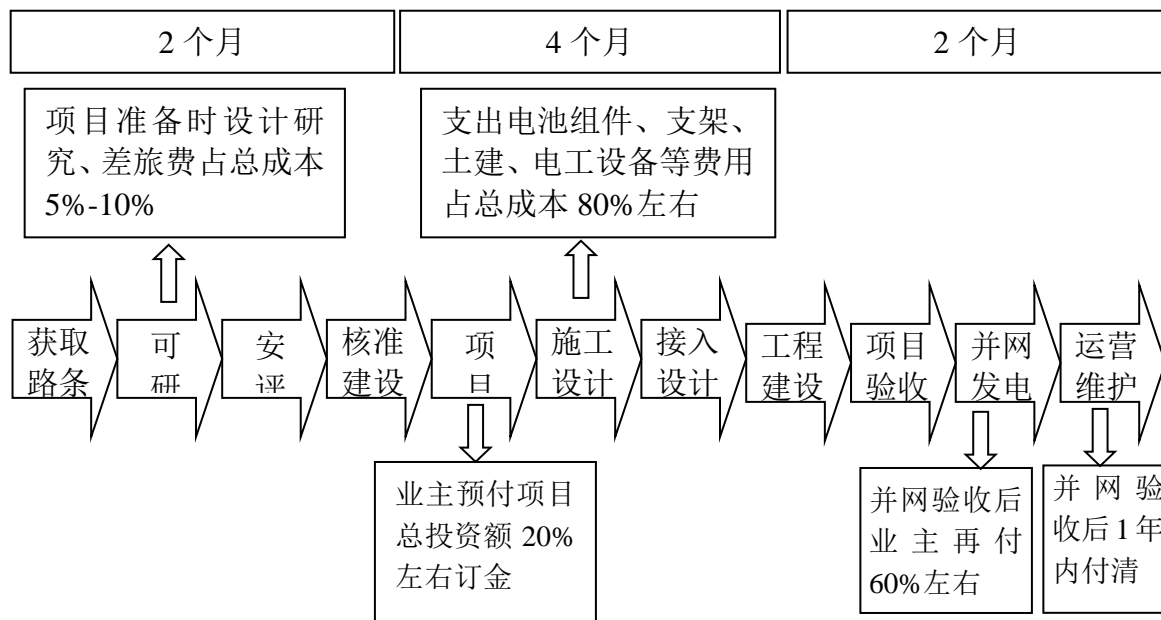 2 个月
4 个月
2 个月
项目准备时设计研
究、差旅费占总成本
5%-10%
支出电池组件、支架、
土建、电工设备等费用
占总成本 80%左右
获取
路条
可
研
安
评
核准
建设
项
目
施工
设计
接入
设计
工程
建设
项目
验收
并网
发电
运营
维护
业主预付项目
总投资额 20%
左右订金
并网验收后
业主再付
60%左右
并网验
收后 1 年
内付清